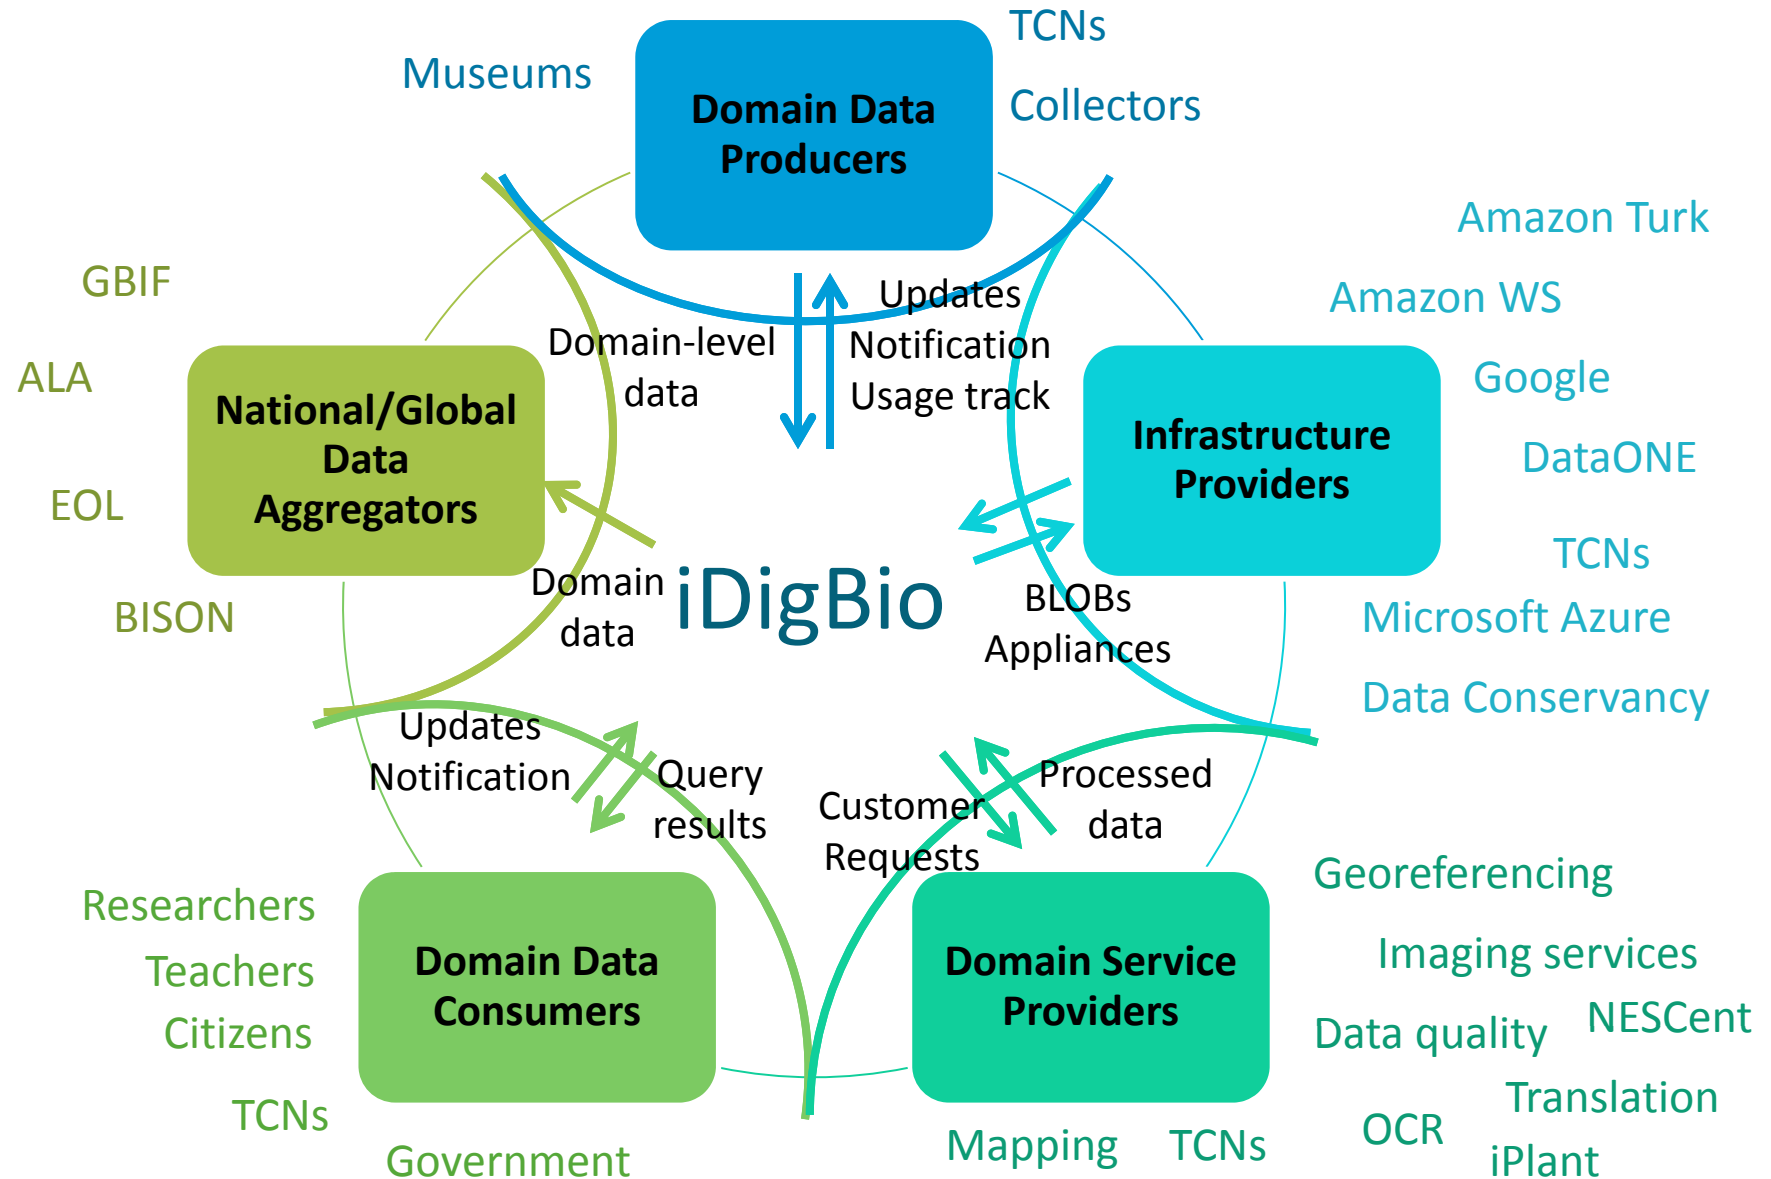 TCNs
Museums
Collectors
Domain Data
Producers
Amazon Turk
GBIF
Amazon WS
Updates
Notification
Usage track
Domain-level
data
ALA
Google
National/Global
Data
Aggregators
Infrastructure
Providers
DataONE
EOL
TCNs
Domain
data
iDigBio
BLOBs
Appliances
BISON
Microsoft Azure
Data Conservancy
Updates
Notification
Query
results
Customer
Requests
Processed
data
Georeferencing
Researchers
Teachers
Citizens
Domain Data
Consumers
Domain Service
Providers
Imaging services
NESCent
Data quality
Translation
TCNs
OCR
Government
Mapping
TCNs
iPlant